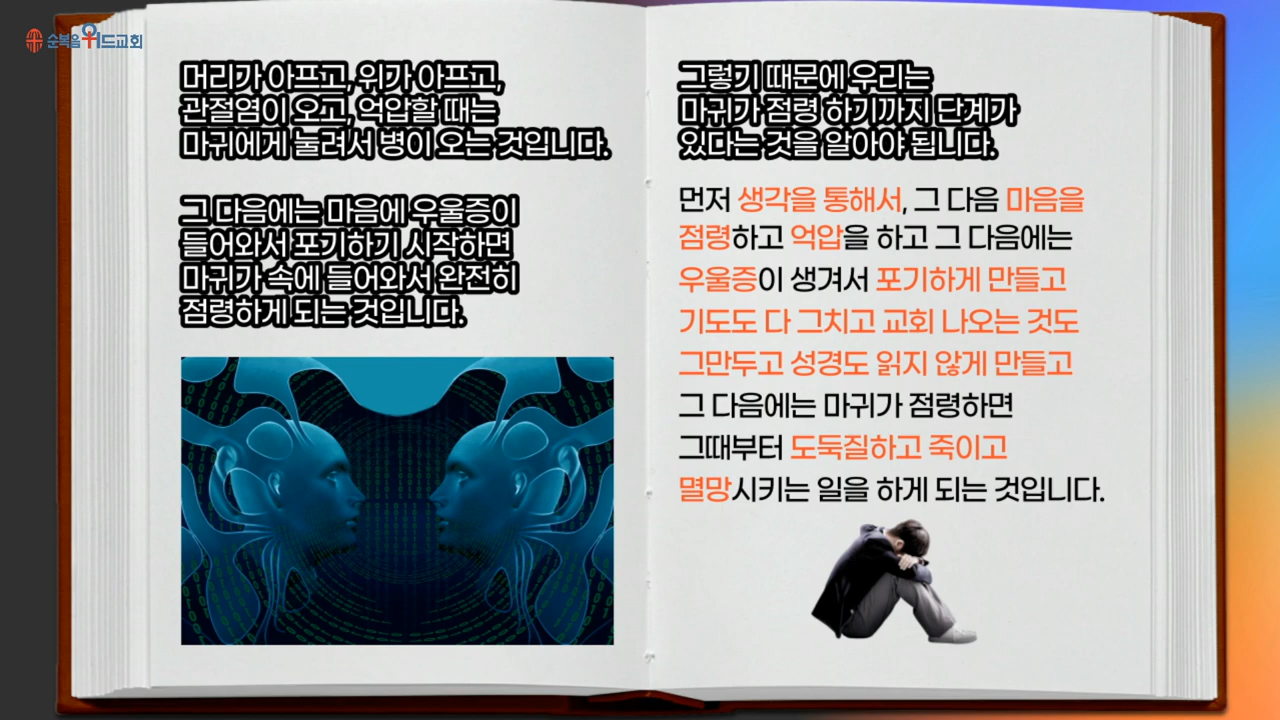 순복음위드교회
머리가 아프고, 위가 아프고,
관절염이 오고, 억압할 때는
마귀에게 눌려서 병이 오는 것입니다.
그 다음에는 마음에 우울증이
들어와서 포기하기 시작하면
마귀가 속에 들어와서 완전히
점령하게 되는 것입니다.
그렇기 때문에 우리는
마귀가 점령 하기까지 단계가
있다는 것을 알아야 됩니다.
먼저 생각을 통해서, 그 다음 마음을
점령하고 억압을 하고 그 다음에는
우울증이 생겨서 포기하게 만들고
기도도 다 그치고 교회 나오는 것도
그만두고 성경도 읽지 않게 만들고
그 다음에는 마귀가 점령하면
그때부터 도둑질하고 죽이고
멸망시키는 일을 하게 되는 것입니다.